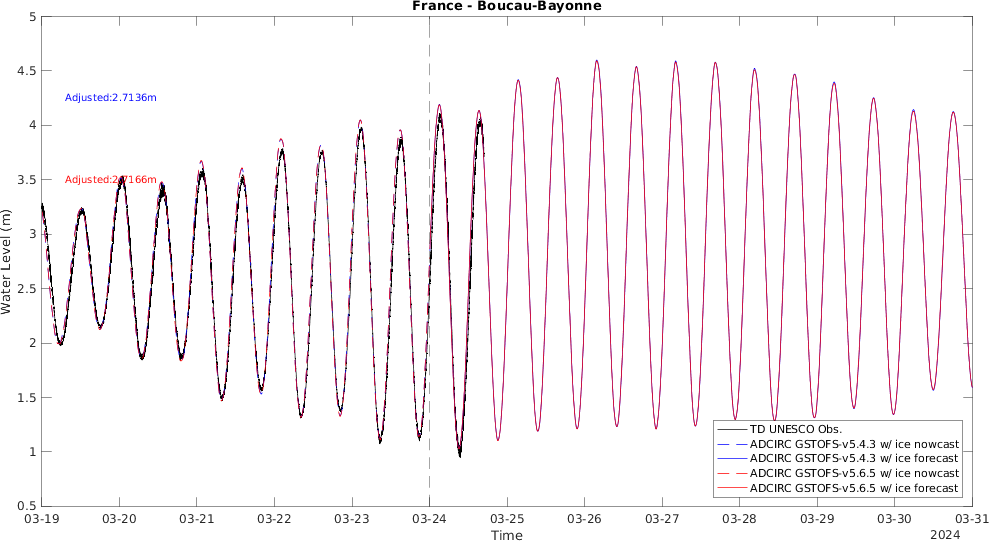 France - Boucau-Bayonne
5
4.5
4
3.5
3
2.5
2
1.5
1
0.5
Water Level (m)
Adjusted:2.7136m
Adjusted:2.7166m
TD UNESCO Obs.
ADCIRC GSTOFS-v5.4.3 w/ ice nowcast
ADCIRC GSTOFS-v5.4.3 w/ ice forecast
ADCIRC GSTOFS-v5.6.5 w/ ice nowcast
ADCIRC GSTOFS-v5.6.5 w/ ice forecast
03-19 03-20 03-21 03-22 03-23 03-24 03-25 03-26 03-27 03-28 03-29 03-30 03-31
Time
2024